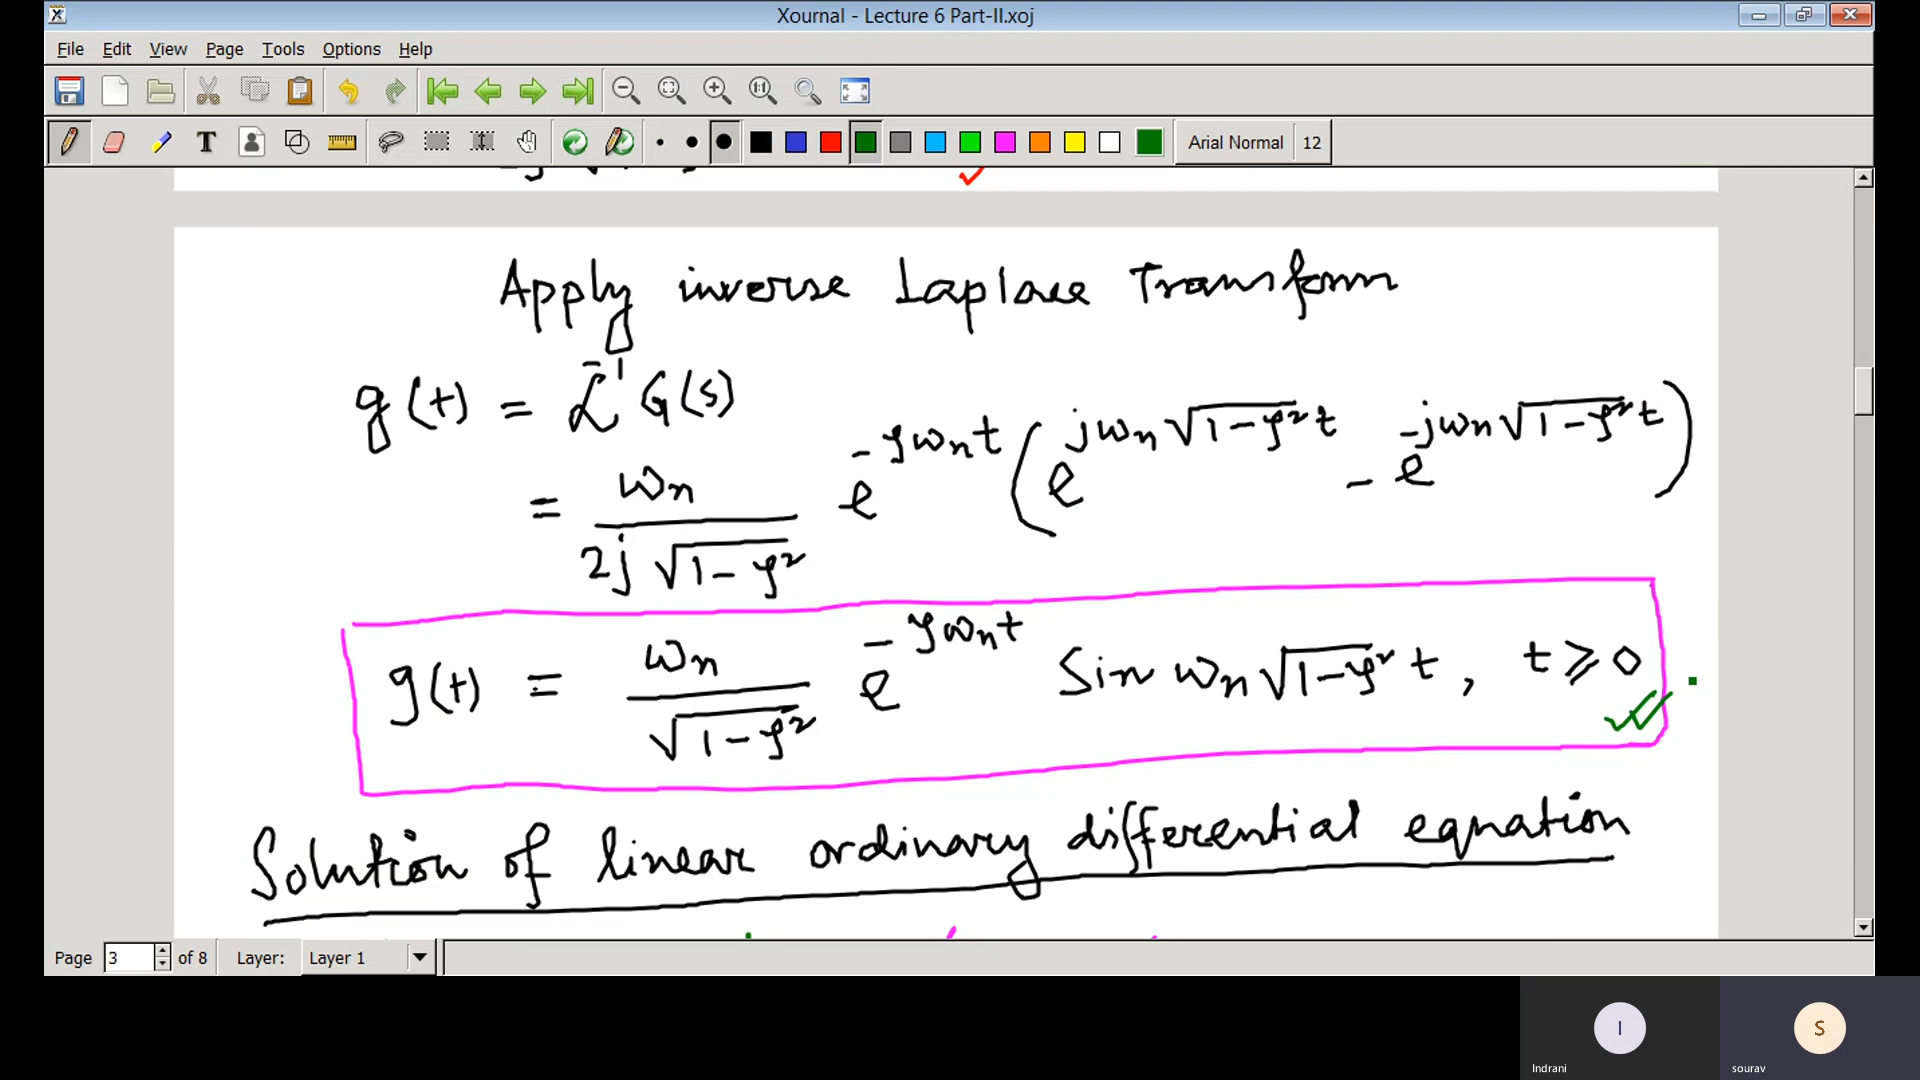 Xournal - Lecture 6 Part-II.xoj
File Edit View Page Tools Options Help
Arial Normal 12
Apply inverse Laplace Transform
g(t) = ℒ⁻¹ G(s)
= ωn / 2j √1-ζ² e^-ζωnt ( e^jωn√1-ζ² t - e^-jωn√1-ζ² t )
g(t) = ωn / √1-ζ² e^-ζωnt Sin ωn √1-ζ² t , t ⩾ 0
Solution of linear ordinary differential equation
Page 3 of 8 Layer: Layer 1
I S
Indrani sourav